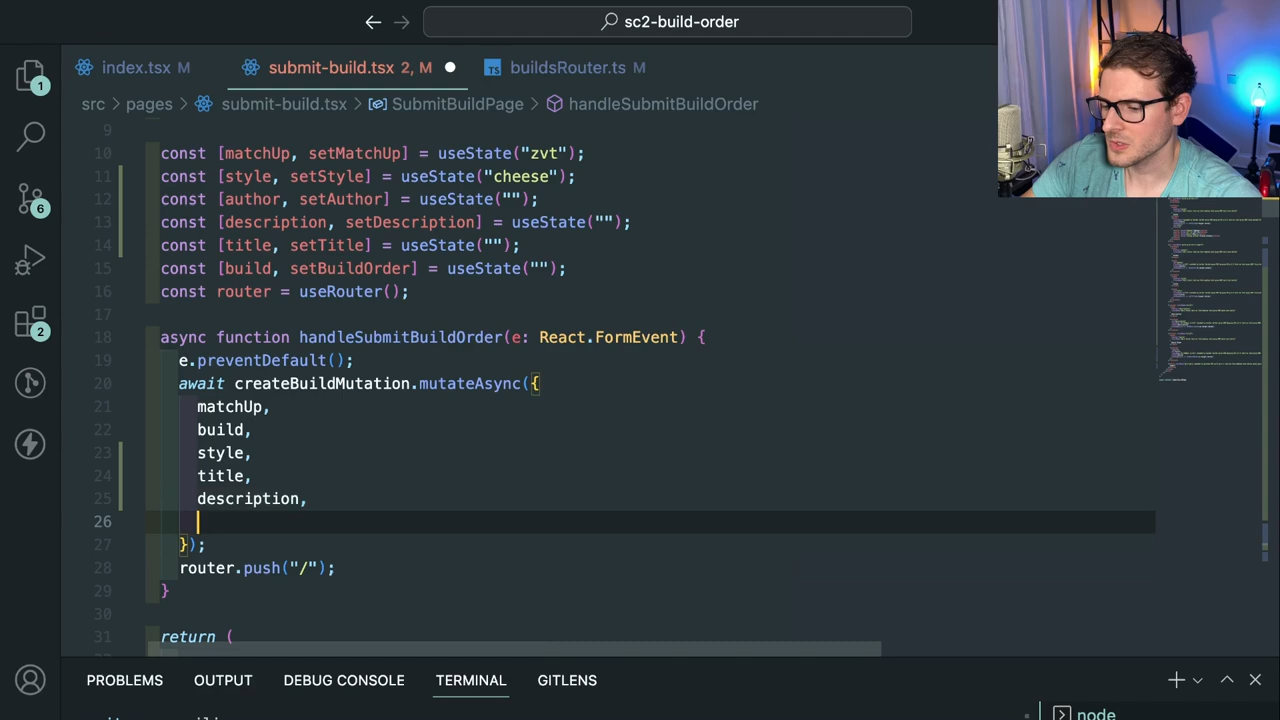 sc2-build-order
index.tsx M
submit-build.tsx 2, M
TS buildsRouter.ts M
src > pages > submit-build.tsx > SubmitBuildPage > handleSubmitBuildOrder
9
10 const [matchUp, setMatchUp] = useState("zvt");
11 const [style, setStyle] = useState("cheese");
12 const [author, setAuthor] = useState("");
13 const [description, setDescription] = useState("");
14 const [title, setTitle] = useState("");
15 const [build, setBuildOrder] = useState("");
16 const router = useRouter();
17
18 async function handleSubmitBuildOrder(e: React.FormEvent) {
19 e.preventDefault();
20 await createBuildMutation.mutateAsync({
21 matchUp,
22 build,
23 style,
24 title,
25 description,
26
27 });
28 router.push("/");
29 }
30
31 return (
1
6
2
PROBLEMS OUTPUT DEBUG CONSOLE TERMINAL GITLENS
node